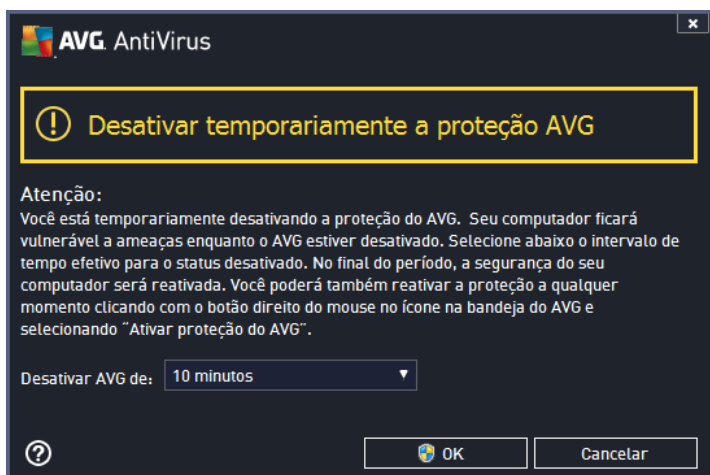 AVG. AntiVirus
Desativar temporariamente a proteção AVG
Atenção:
Você está temporariamente desativando a proteção do AVG. Seu computador ficará
vulnerável a ameaças enquanto o AVG estiver desativado. Selecione abaixo o intervalo de
tempo efetivo para o status desativado. No final do período, a segurança do seu
computador será reativada. Você poderá também reativar a proteção a qualquer
momento clicando com o botão direito do mouse no ícone na bandeja do AVG e
selecionando "Ativar proteção do AVG".
Desativar AVG de: 10 minutos
OK Cancelar